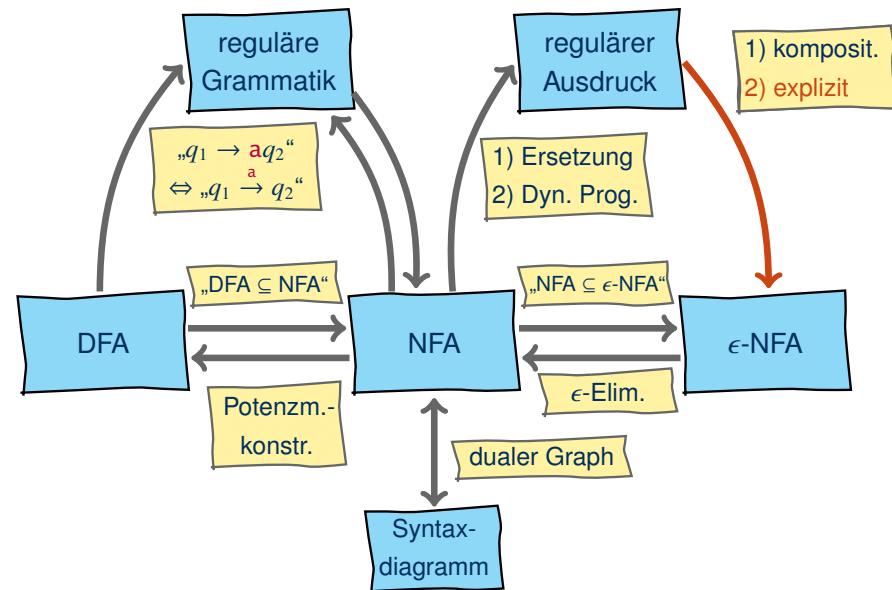 reguläre
Grammatik
regulärer
Ausdruck
1) komposit.
2) explizit
„q₁ → aq₂“
⇔ „q₁ →ᵃ q₂“
1) Ersetzung
2) Dyn. Prog.
„DFA ⊆ NFA“
„NFA ⊆ ϵ-NFA“
DFA
NFA
ϵ-NFA
Potenzm.-
konstr.
ϵ-Elim.
dualer Graph
Syntax-
diagramm